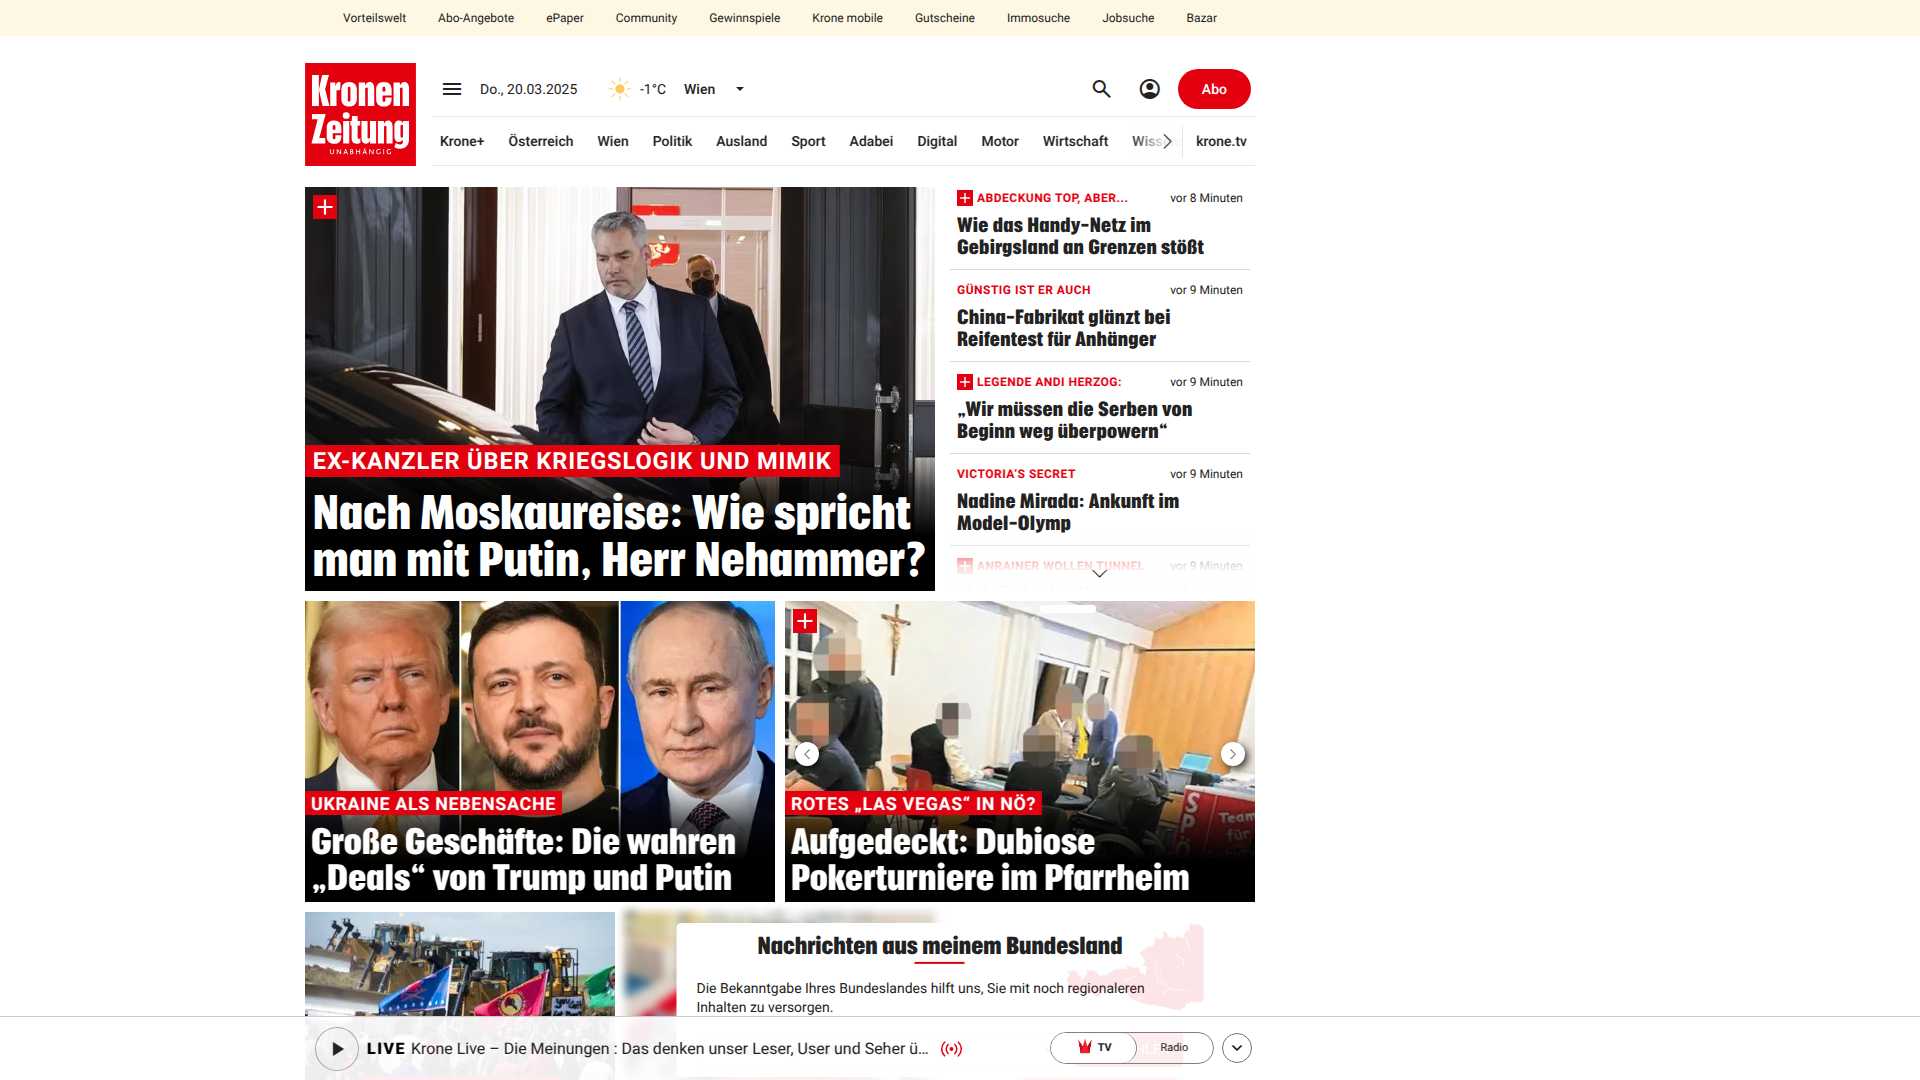 Vorteilswelt Abo-Angebote ePaper Community Gewinnspiele Krone mobile Gutscheine Immosuche Jobsuche Bazar
Kronen
Zeitung
UNABHÄNGIG
Do., 20.03.2025 -1°C Wien
Abo
Krone+ Österreich Wien Politik Ausland Sport Adabei Digital Motor Wirtschaft Wiss krone.tv
EX-KANZLER ÜBER KRIEGSLOGIK UND MIMIK
Nach Moskaureise: Wie spricht
man mit Putin, Herr Nehammer?
ABDECKUNG TOP, ABER... vor 8 Minuten
Wie das Handy-Netz im
Gebirgsland an Grenzen stößt
GÜNSTIG IST ER AUCH vor 9 Minuten
China-Fabrikat glänzt bei
Reifentest für Anhänger
LEGENDE ANDI HERZOG: vor 9 Minuten
„Wir müssen die Serben von
Beginn weg überpowern“
VICTORIA’S SECRET vor 9 Minuten
Nadine Mirada: Ankunft im
Model-Olymp
ANRAINER WOLLEN TUNNEL vor 9 Minuten
UKRAINE ALS NEBENSACHE
Große Geschäfte: Die wahren
„Deals“ von Trump und Putin
SPÖ
Team
für
ROTES „LAS VEGAS“ IN NÖ?
Aufgedeckt: Dubiose
Pokerturniere im Pfarrheim
Nachrichten aus meinem Bundesland
Die Bekanntgabe Ihres Bundeslandes hilft uns, Sie mit noch regionaleren
Inhalten zu versorgen.
LIVE Krone Live – Die Meinungen : Das denken unser Leser, User und Seher ü...
TV Radio